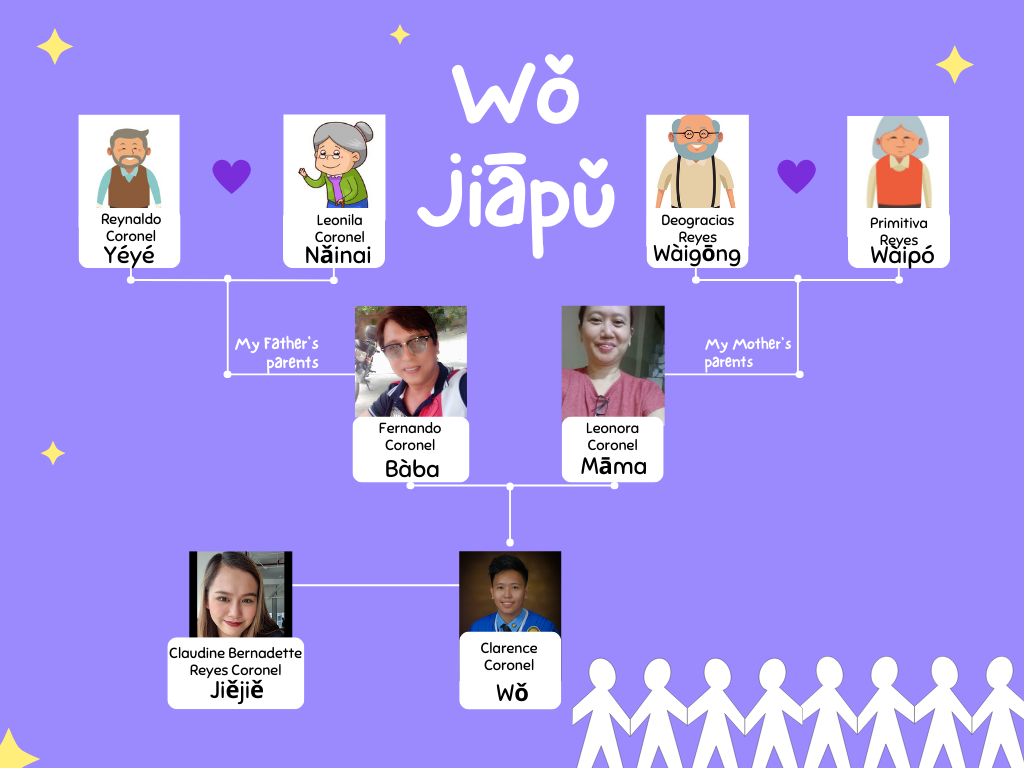 Wǒ
jiāpǔ
Reynaldo
Coronel
Yéyé
Leonila
Coronel
Nǎinai
Deogracias
Reyes
Wàigōng
Primitiva
Reyes
Wàipó
My Father's
parents
My Mother's
parents
Fernando
Coronel
Bàba
Leonora
Coronel
Māma
Claudine Bernadette
Reyes Coronel
Jiějiě
Clarence
Coronel
Wǒ